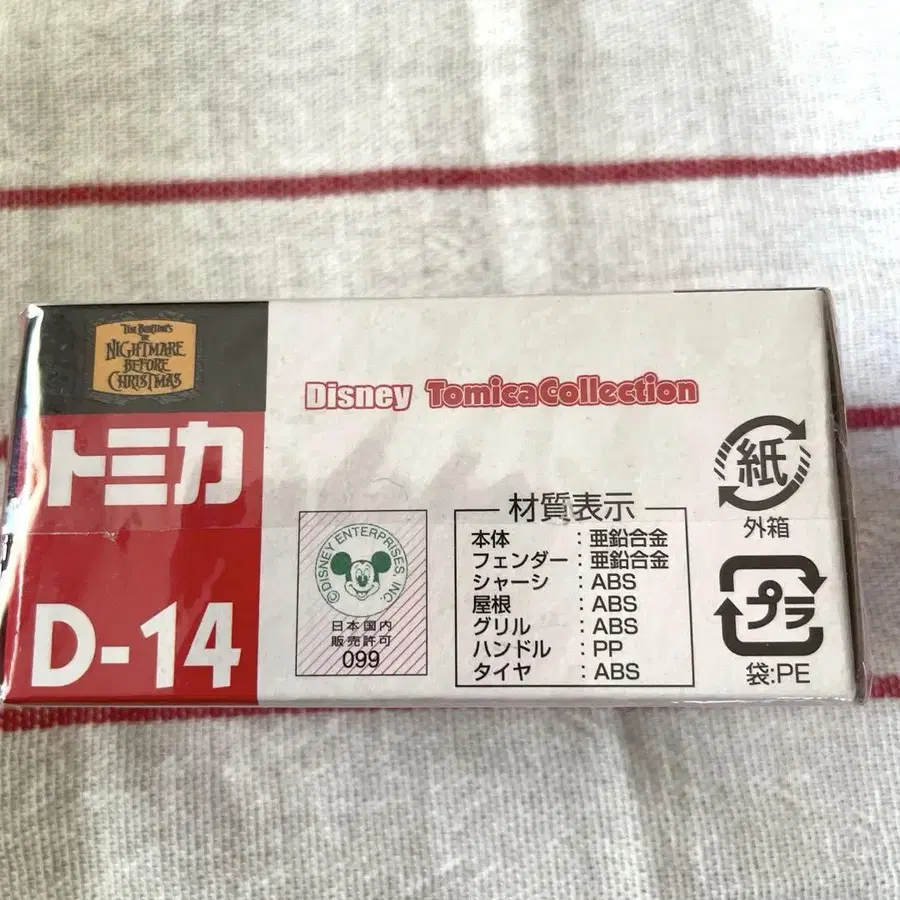 TIM BURTON'S
THE
NIGHTMARE
BEFORE
CHRISTMAS
トミカ
D-14
Disney TomicaCollection
©DISNEY ENTERPRISES, INC.
日本国内
販売許可
099
材質表示
本体 : 亜鉛合金
フェンダー : 亜鉛合金
シャーシ : ABS
屋根 : ABS
グリル : ABS
ハンドル : PP
タイヤ : ABS
紙
外箱
プラ
袋:PE